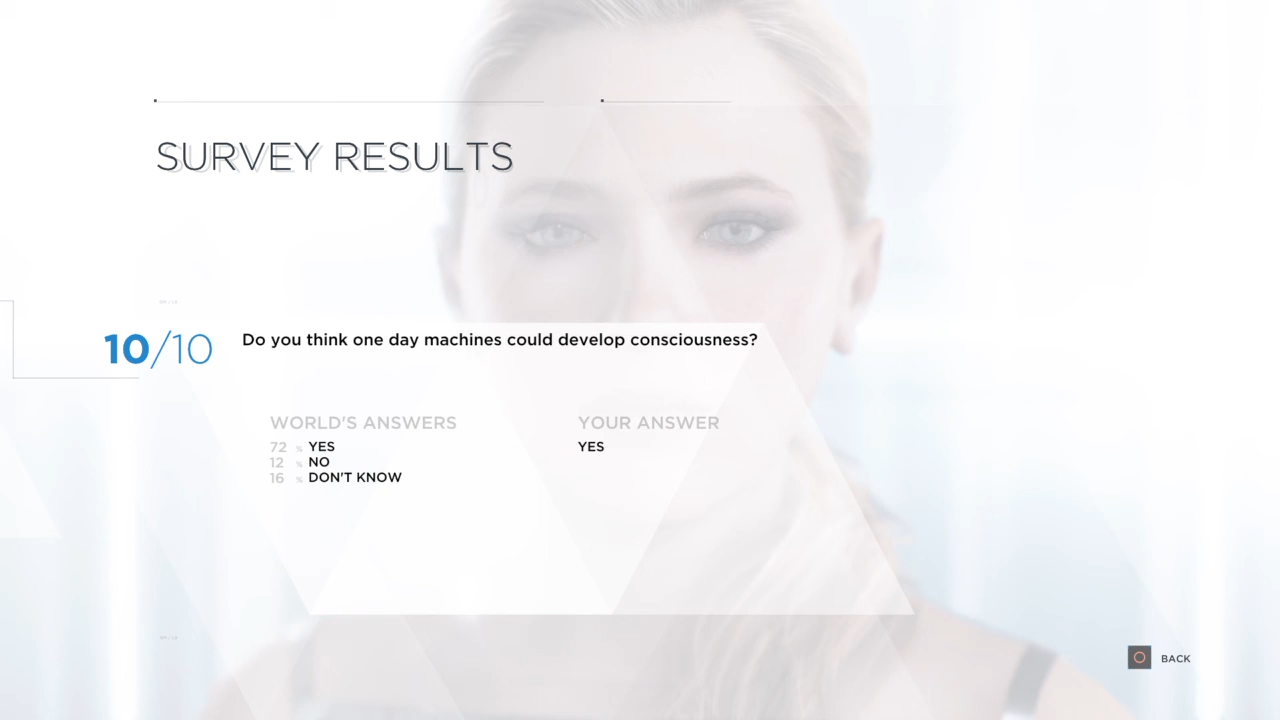 SURVEY RESULTS
10/10
Do you think one day machines could develop consciousness?
WORLD'S ANSWERS
72 % YES
12 % NO
16 % DON'T KNOW
YOUR ANSWER
YES
BACK